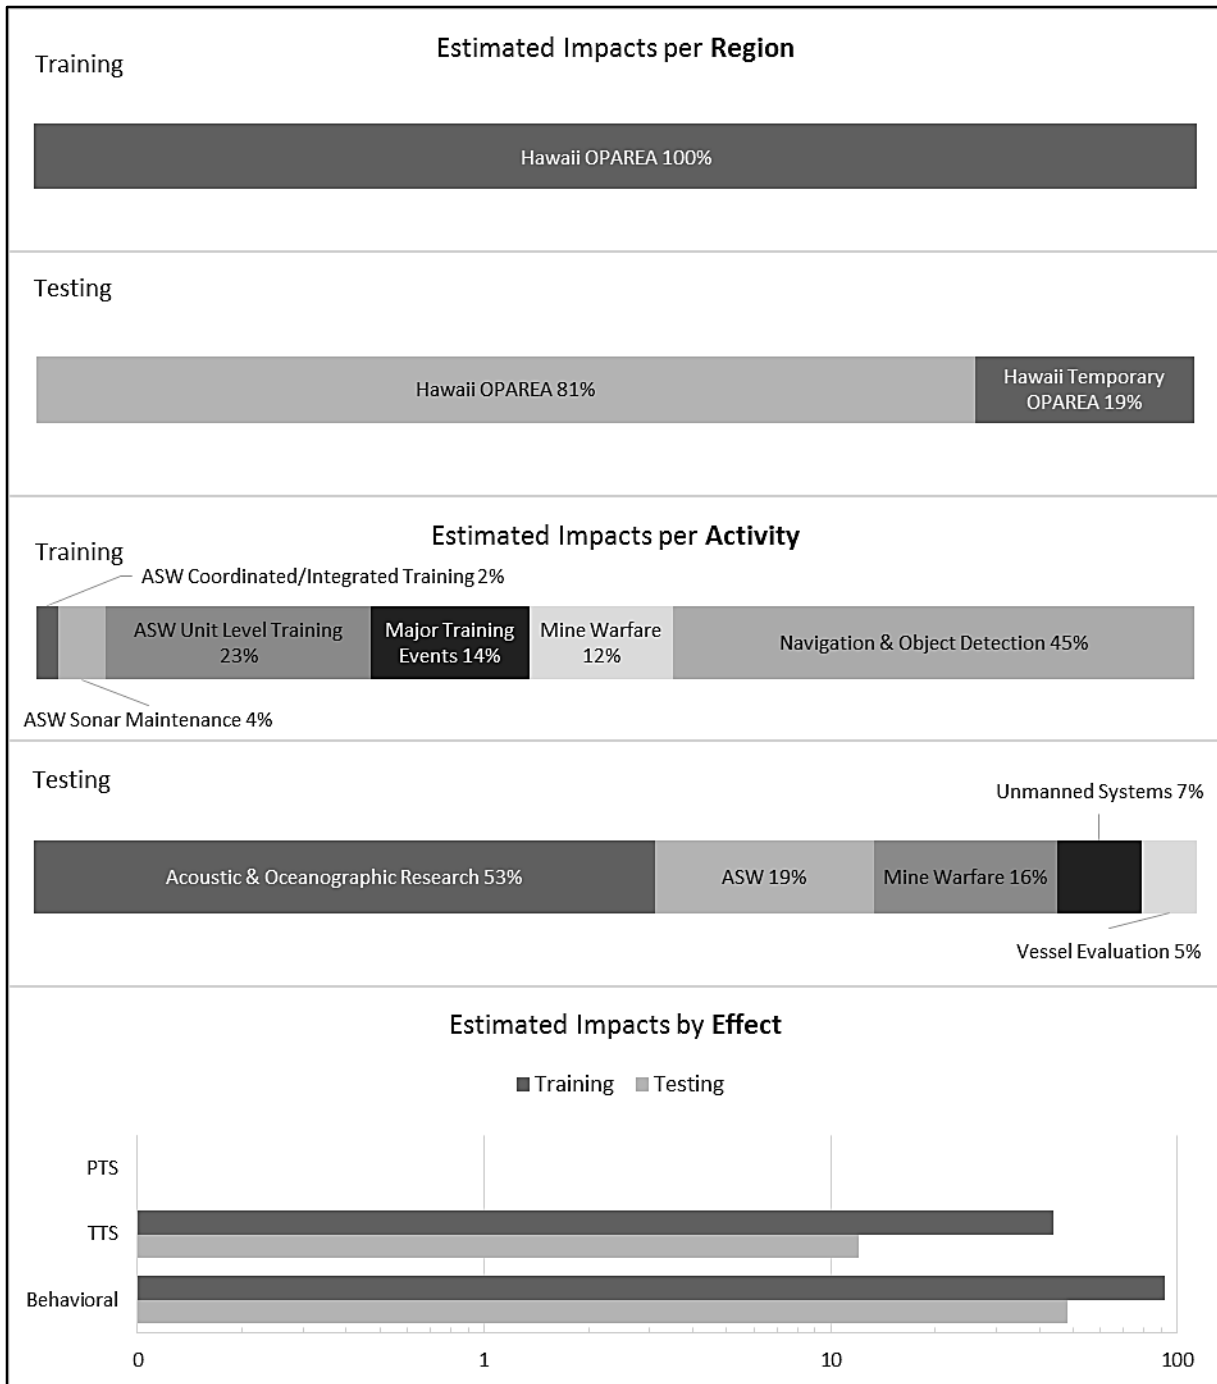 Estimated Impacts per Region
Training
Hawaii OPAREA 100%
Testing
Hawaii OPAREA 81%
Hawaii Temporary
OPAREA 19%
Estimated Impacts per Activity
Training
ASW Coordinated/Integrated Training 2%
ASW Unit Level Training
23%
Major Training
Events 14%
Mine Warfare
12%
Navigation & Object Detection 45%
ASW Sonar Maintenance 4%
Testing
Unmanned Systems 7%
Acoustic & Oceanographic Research 53%
ASW 19%
Mine Warfare 16%
Vessel Evaluation 5%
Estimated Impacts by Effect
Training
Testing
PTS
TTS
Behavioral
0
1
10
100